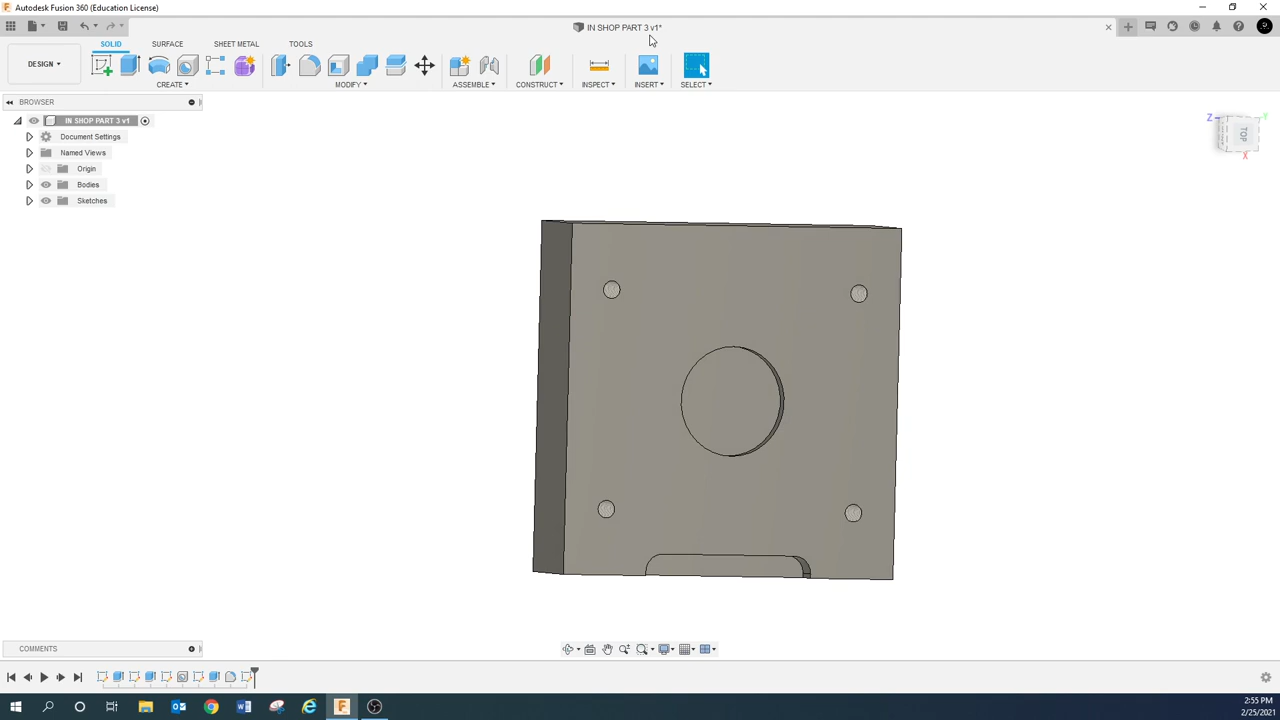 Autodesk Fusion 360 (Education License)
IN SHOP PART 3 v1*
DESIGN
SOLID
SURFACE
SHEET METAL
TOOLS
CREATE
MODIFY
ASSEMBLE
CONSTRUCT
INSPECT
INSERT
SELECT
BROWSER
IN SHOP PART 3 v1
Document Settings
Named Views
Origin
Bodies
Sketches
Z
Y
TOP
X
COMMENTS
2:55 PM
2/25/2021